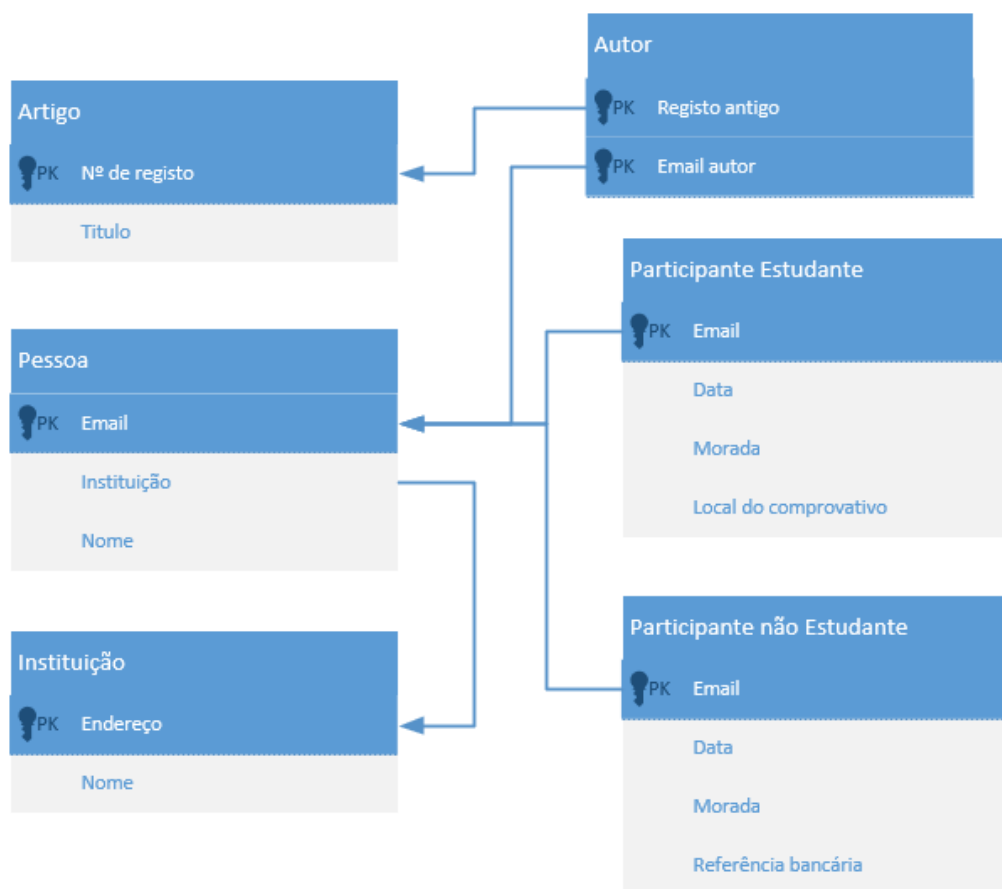 Artigo
PK Nº de registo
Titulo
Pessoa
PK Email
Instituição
Nome
Instituição
PK Endereço
Nome
Autor
PK Registo antigo
PK Email autor
Participante Estudante
PK Email
Data
Morada
Local do comprovativo
Participante não Estudante
PK Email
Data
Morada
Referência bancária